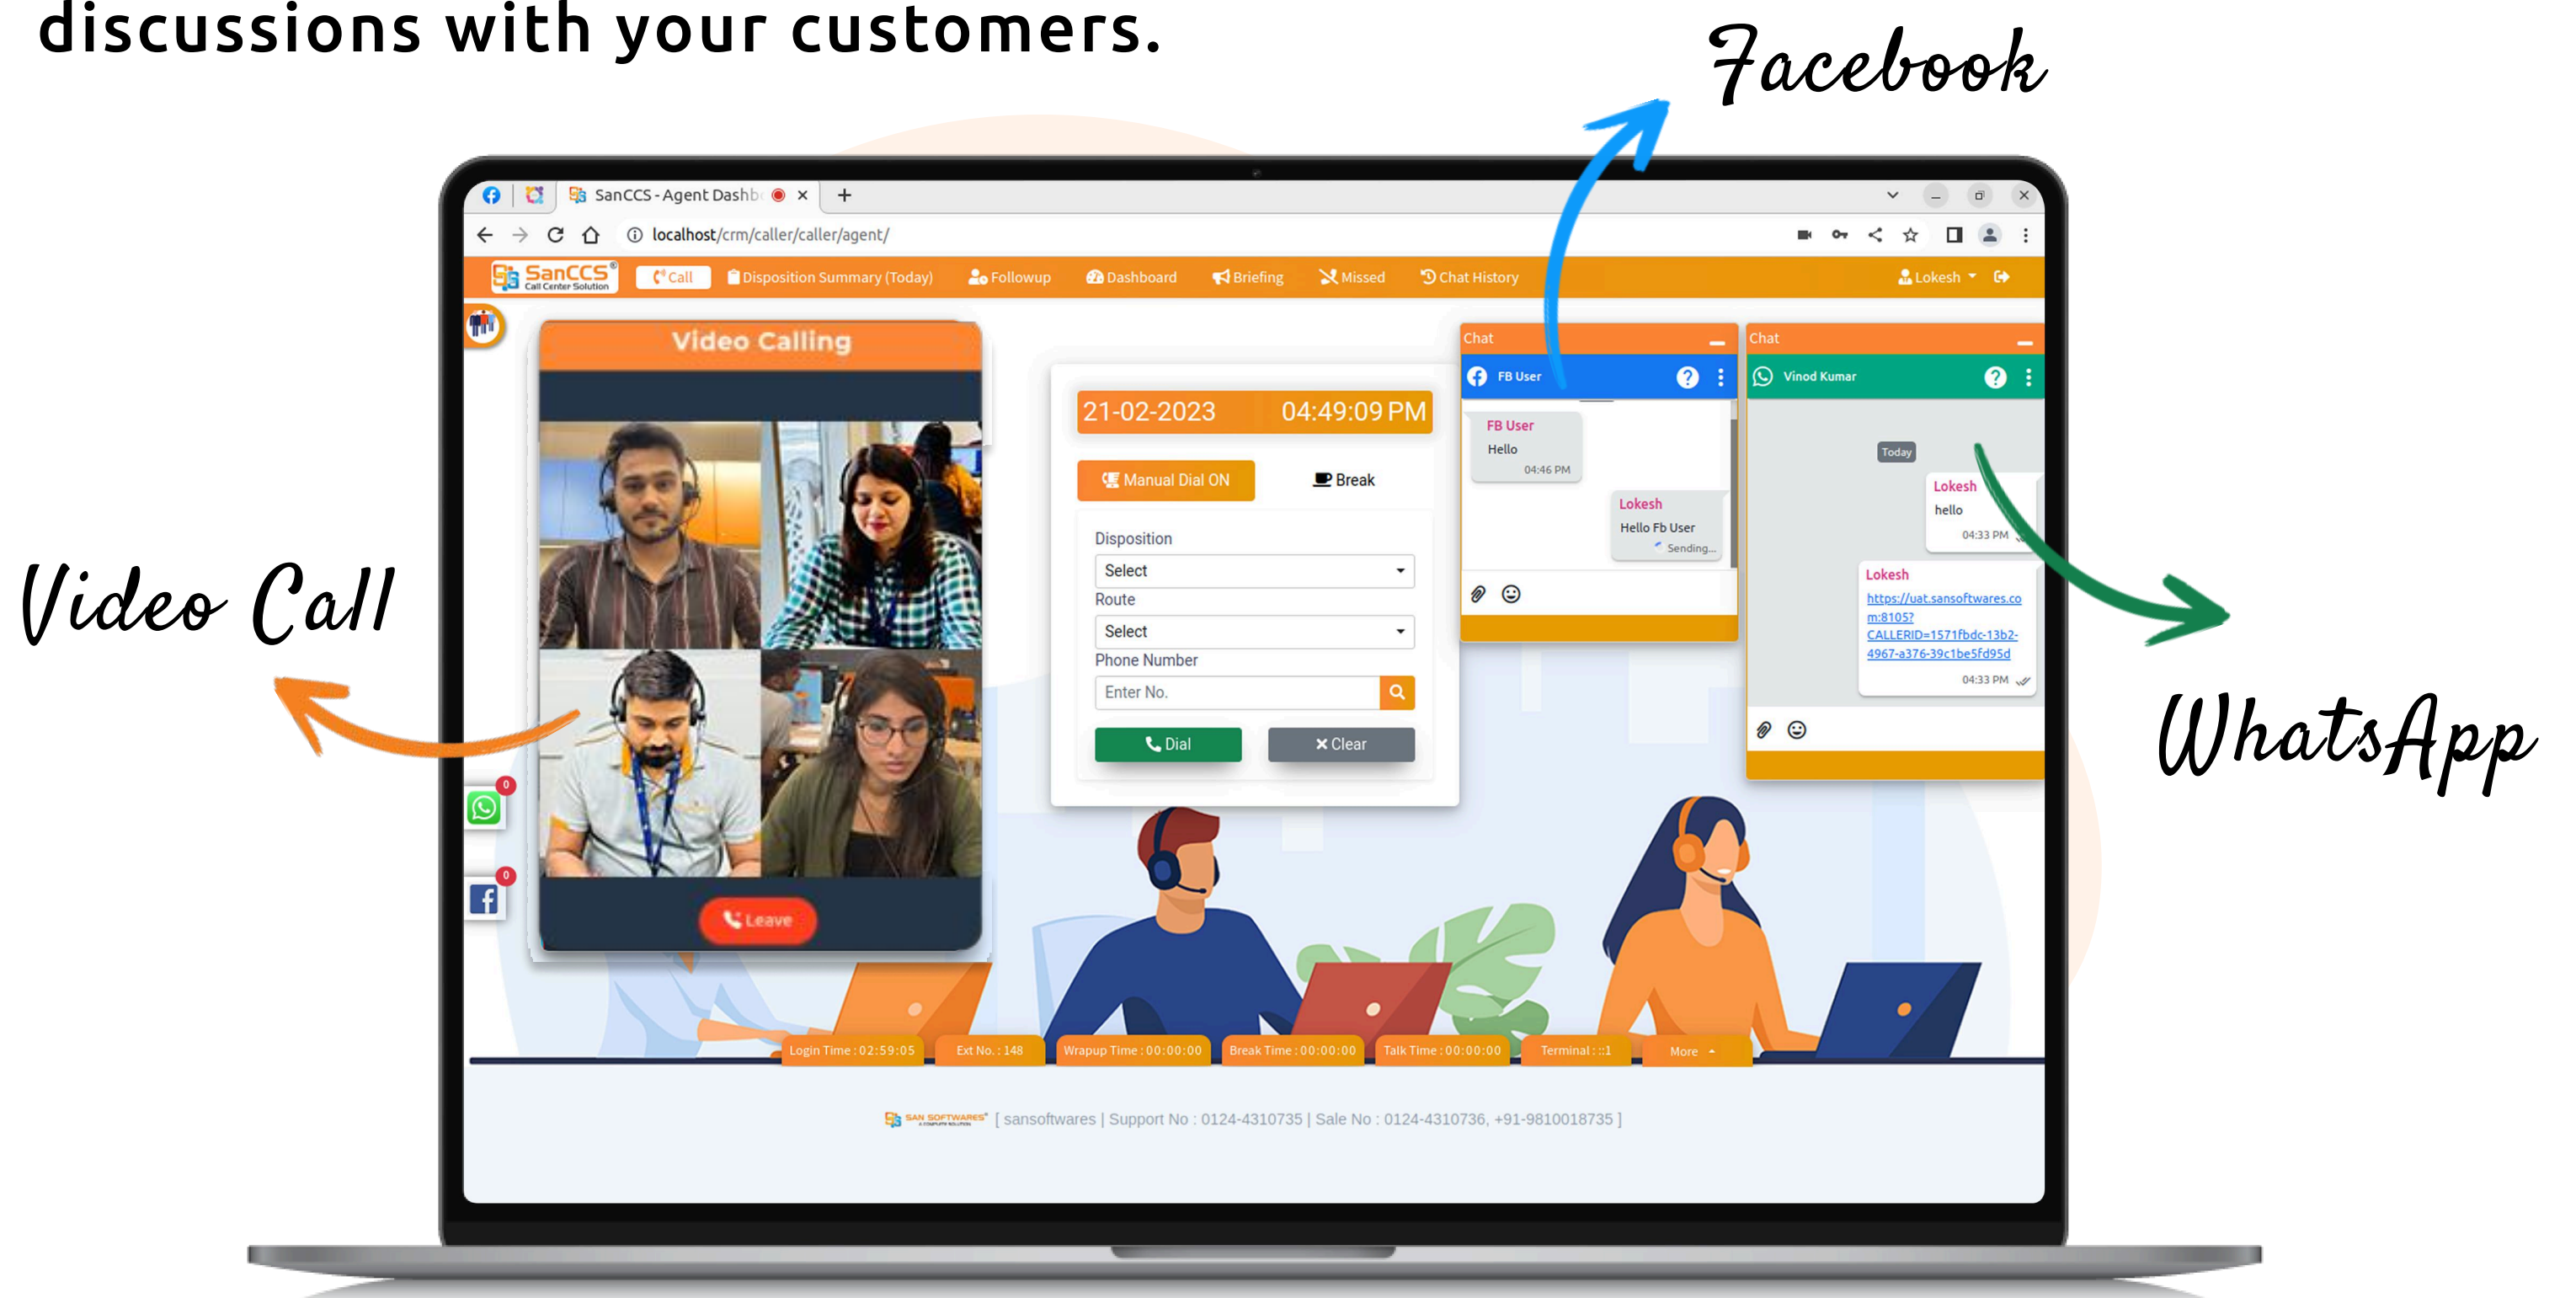 discussions with your customers.
Facebook
SanCCS - Agent Dashb
localhost/crm/caller/caller/agent/
SanCCS®
Call Center Solution
Call
Disposition Summary (Today)
Followup
Dashboard
Briefing
Missed
Chat History
Lokesh
Video Calling
Leave
21-02-2023 04:49:09 PM
Manual Dial ON
Break
Disposition
Select
Route
Select
Phone Number
Enter No.
Dial
Clear
Chat
FB User
FB User
Hello
04:46 PM
Lokesh
Hello Fb User
Sending...
Chat
Vinod Kumar
Today
Lokesh
hello
04:33 PM
Lokesh
https://uat.sansoftwares.co
m:8105?
CALLERID=1571fbdc-13b2-
4967-a376-39c1be5fd95d
04:33 PM
Video Call
WhatsApp
0
0
Login Time : 02:59:05
Ext No. : 148
Wrapup Time : 00:00:00
Break Time : 00:00:00
Talk Time : 00:00:00
Terminal : ::1
More
SAN SOFTWARES®
A COMPLETE SOLUTION
[ sansoftwares | Support No : 0124-4310735 | Sale No : 0124-4310736, +91-9810018735 ]